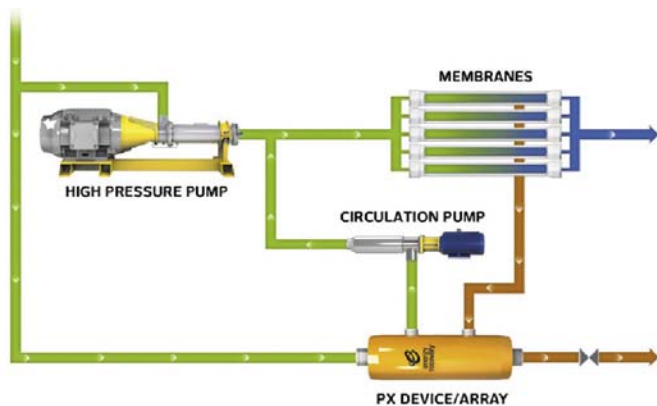 MEMBRANES
HIGH PRESSURE PUMP
CIRCULATION PUMP
PX DEVICE/ARRAY